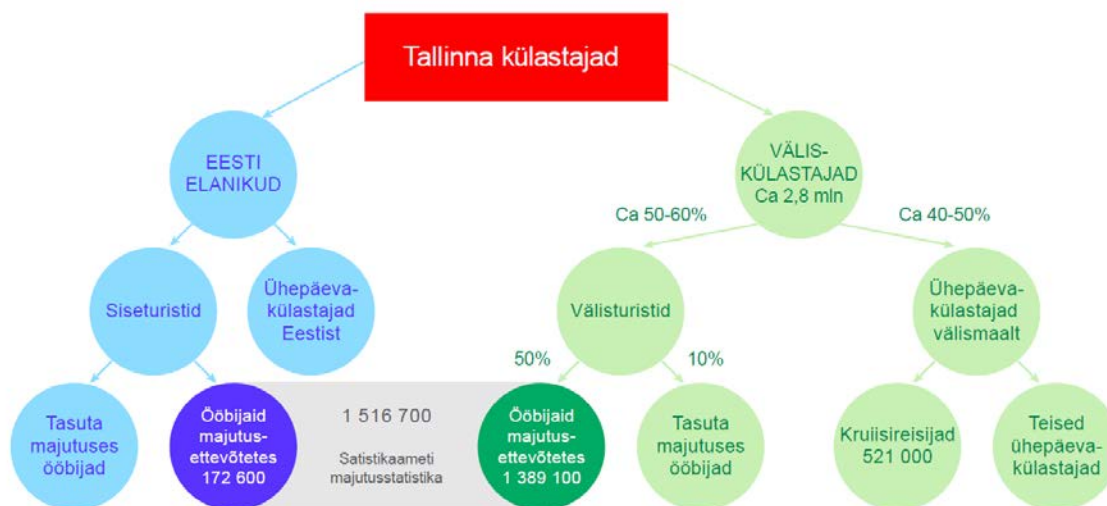 Tallinna külastajad
EESTI
ELANIKUD
VÄLIS-
KÜLASTAJAD
Ca 2,8 mln
Ca 50-60%
Ca 40-50%
Siseturistid
Ühepäeva-
külastajad
Eestist
Välisturistid
Ühepäeva-
külastajad
välismaalt
50%
10%
Tasuta
majutuses
ööbijad
Ööbijaid
majutus-
ettevõtetes
172 600
1 516 700
Satistikaameti
majutusstatistika
Ööbijaid
majutus-
ettevõtetes
1 389 100
Tasuta
majutuses
ööbijad
Kruiisireisijad
521 000
Teised
ühepäeva-
külastajad